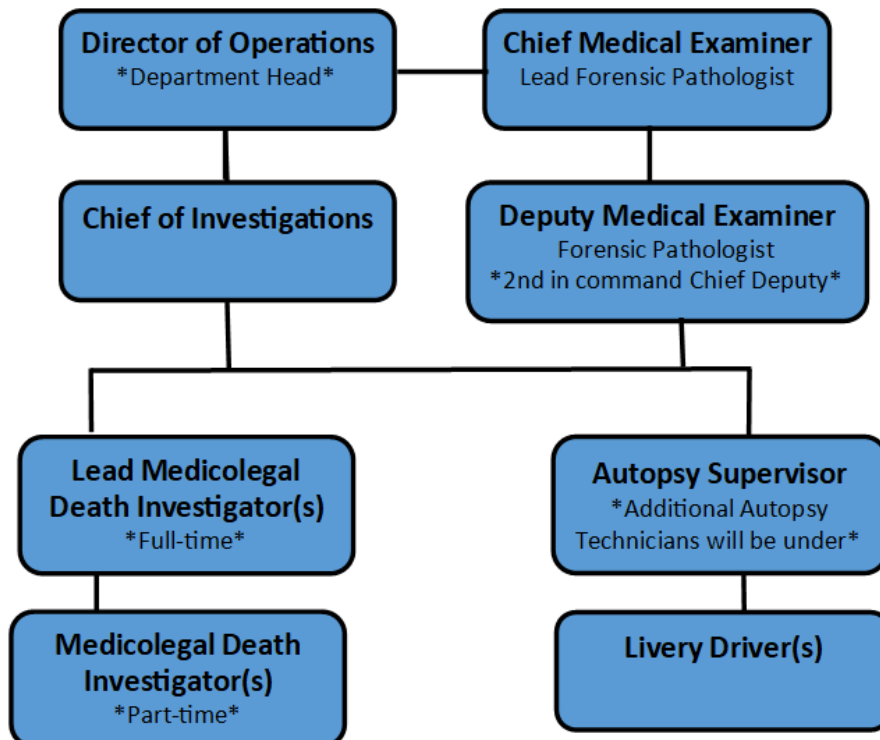 Director of Operations
*Department Head*
Chief Medical Examiner
Lead Forensic Pathologist
Chief of Investigations
Deputy Medical Examiner
Forensic Pathologist
*2nd in command Chief Deputy*
Lead Medicolegal
Death Investigator(s)
*Full-time*
Autopsy Supervisor
*Additional Autopsy
Technicians will be under*
Medicolegal Death
Investigator(s)
*Part-time*
Livery Driver(s)